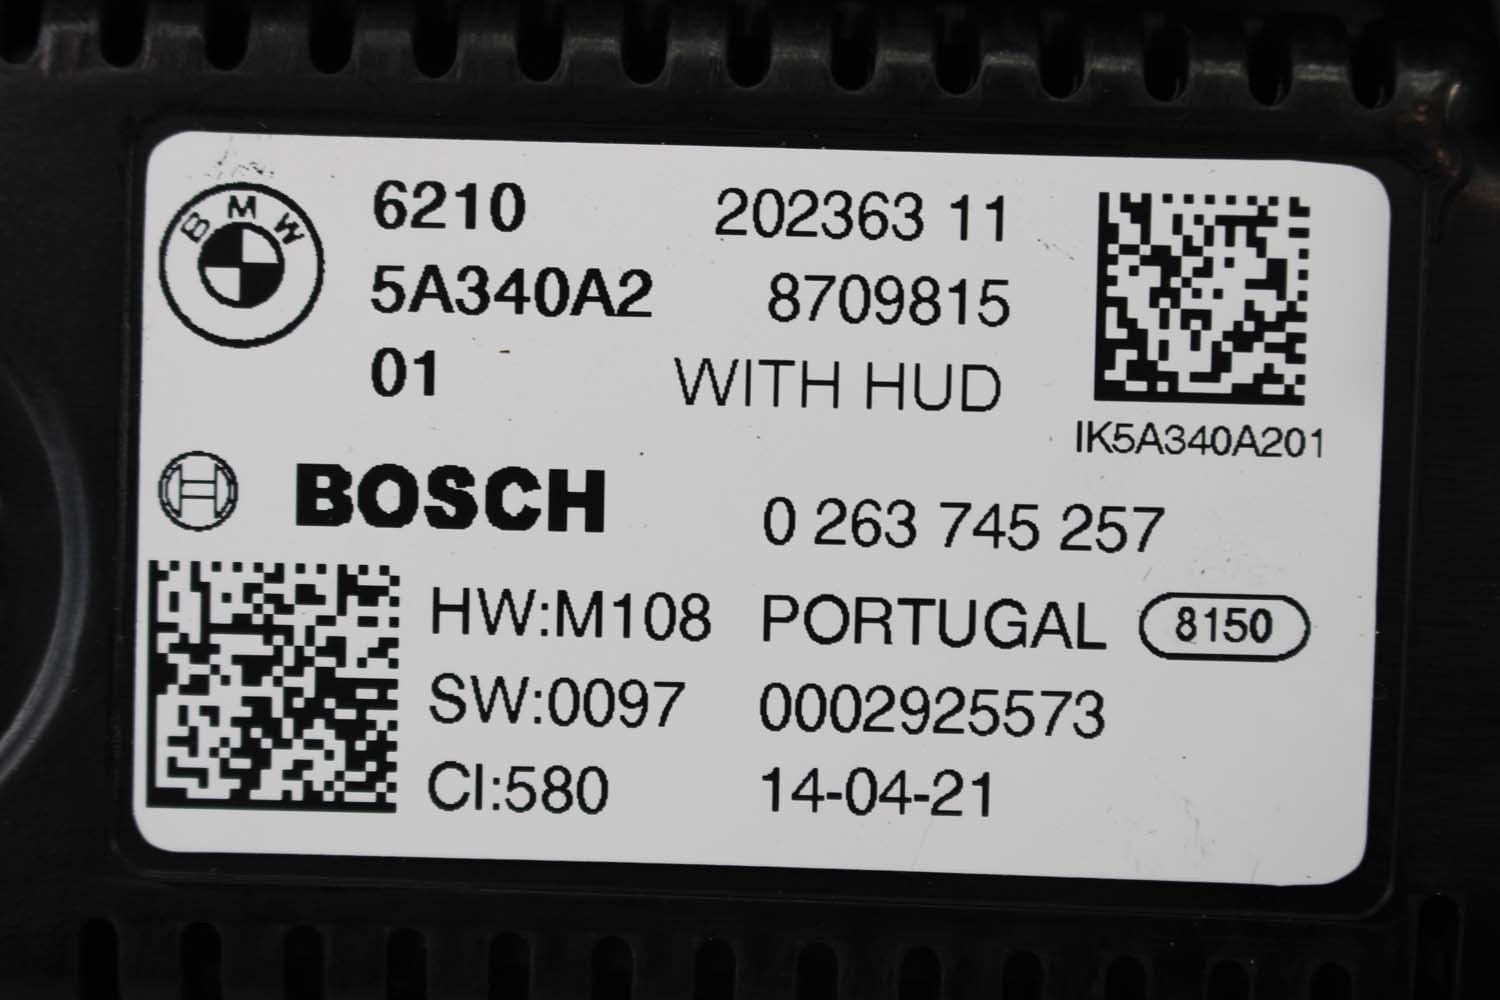 BMW
6210 202363 11
5A340A2 8709815
01 WITH HUD
IK5A340A201
BOSCH 0 263 745 257
HW:M108 PORTUGAL 8150
SW:0097 0002925573
CI:580 14-04-21